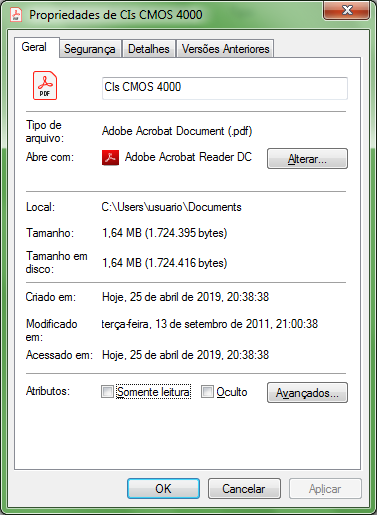 Propriedades de CIs CMOS 4000
Geral Segurança Detalhes Versões Anteriores
PDF
CIs CMOS 4000
Tipo de arquivo: Adobe Acrobat Document (.pdf)
Abre com: Adobe Acrobat Reader DC Alterar...
Local: C:\Users\usuario\Documents
Tamanho: 1,64 MB (1.724.395 bytes)
Tamanho em disco: 1,64 MB (1.724.416 bytes)
Criado em: Hoje, 25 de abril de 2019, 20:38:38
Modificado em: terça-feira, 13 de setembro de 2011, 21:00:38
Acessado em: Hoje, 25 de abril de 2019, 20:38:38
Atributos: Somente leitura Oculto Avançados...
OK Cancelar Aplicar